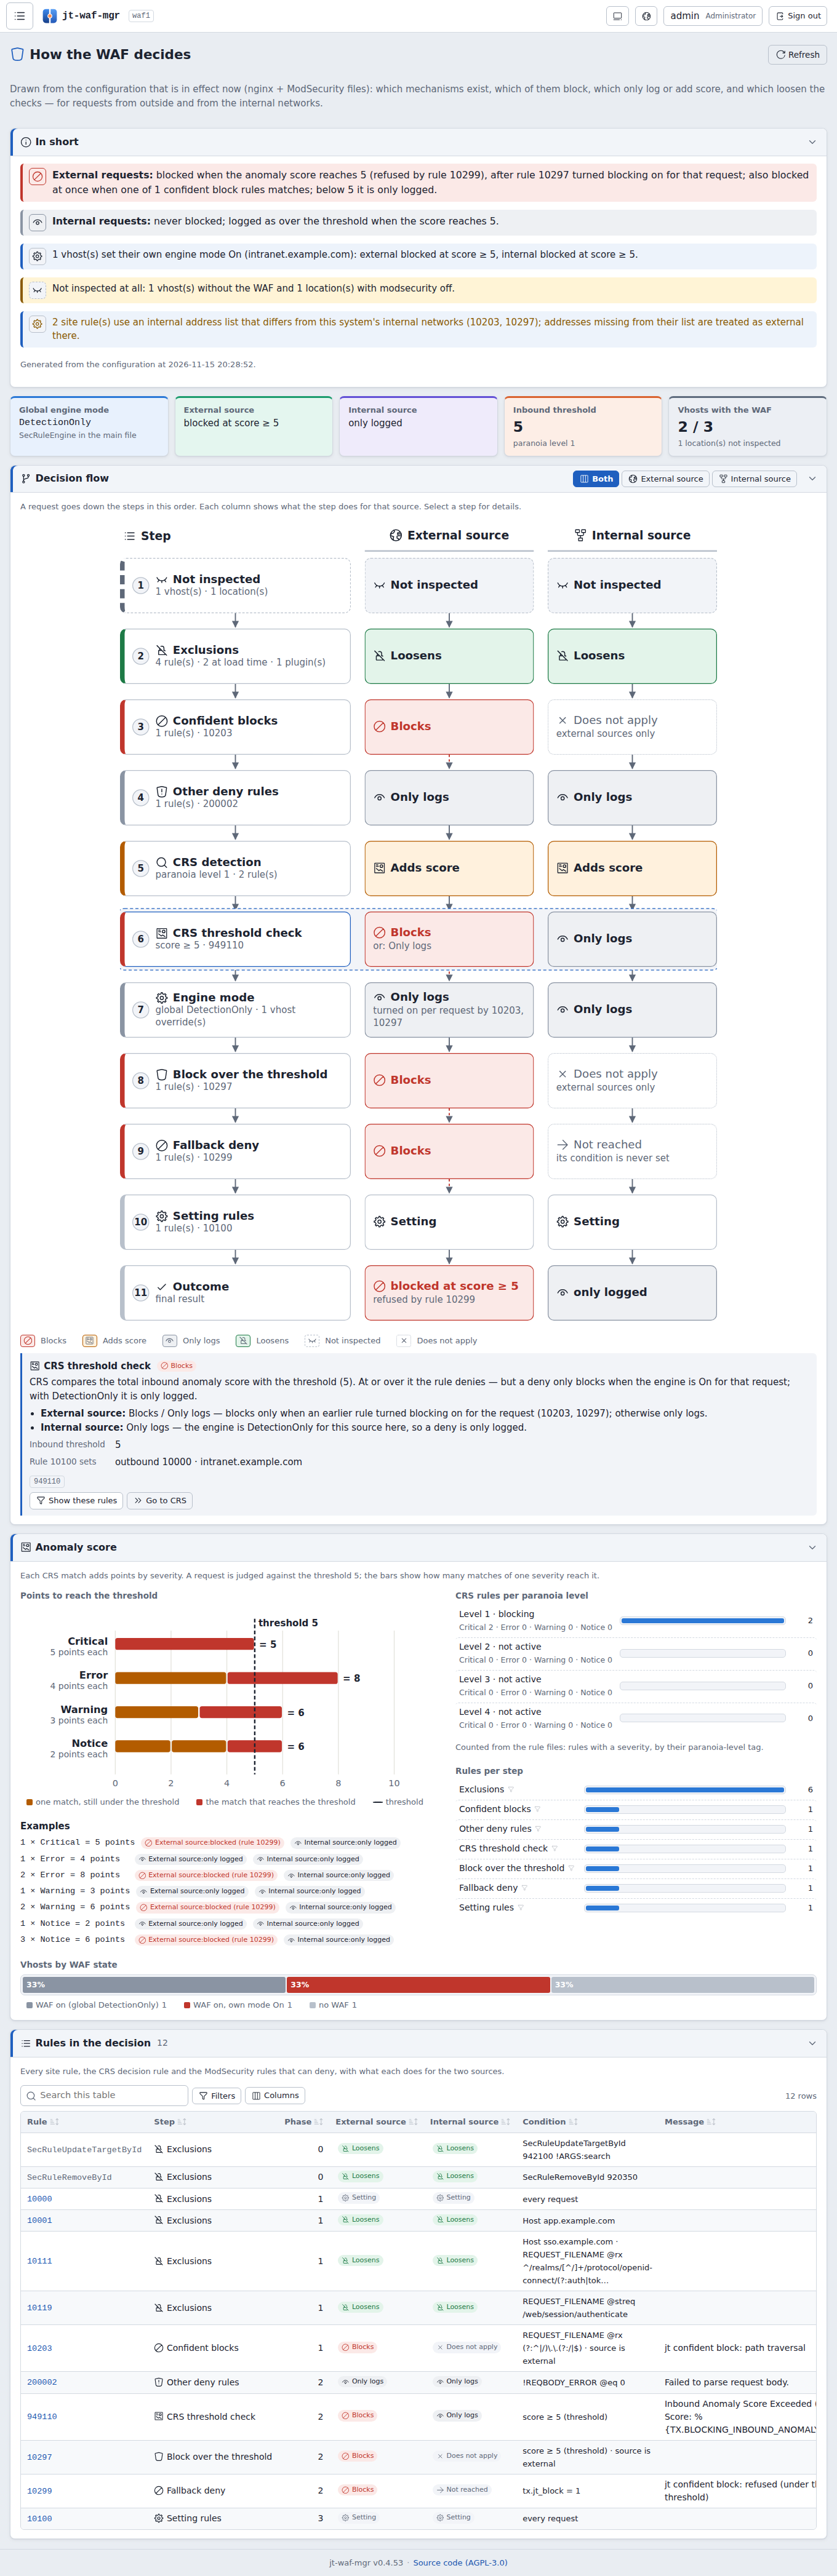 jt-waf-mgr waf1 admin Administrator Sign out
How the WAF decides Refresh
Drawn from the configuration that is in effect now (nginx + ModSecurity files): which mechanisms exist, which of them block, which only log or add score, and which loosen the
checks — for requests from outside and from the internal networks.
In short
External requests: blocked when the anomaly score reaches 5 (refused by rule 10299), after rule 10297 turned blocking on for that request; also blocked
at once when one of 1 confident block rules matches; below 5 it is only logged.
Internal requests: never blocked; logged as over the threshold when the score reaches 5.
1 vhost(s) set their own engine mode On (intranet.example.com): external blocked at score ≥ 5, internal blocked at score ≥ 5.
Not inspected at all: 1 vhost(s) without the WAF and 1 location(s) with modsecurity off.
2 site rule(s) use an internal address list that differs from this system's internal networks (10203, 10297); addresses missing from their list are treated as external
there.
Generated from the configuration at 2026-11-15 20:28:52.
Global engine mode
DetectionOnly
SecRuleEngine in the main file
External source
blocked at score ≥ 5
Internal source
only logged
Inbound threshold
5
paranoia level 1
Vhosts with the WAF
2 / 3
1 location(s) not inspected
Decision flow Both External source Internal source
A request goes down the steps in this order. Each column shows what the step does for that source. Select a step for details.
Step External source Internal source
1 Not inspected
1 vhost(s) · 1 location(s)
Not inspected
Not inspected
2 Exclusions
4 rule(s) · 2 at load time · 1 plugin(s)
Loosens
Loosens
3 Confident blocks
1 rule(s) · 10203
Blocks
Does not apply
external sources only
4 Other deny rules
1 rule(s) · 200002
Only logs
Only logs
5 CRS detection
paranoia level 1 · 2 rule(s)
Adds score
Adds score
6 CRS threshold check
score ≥ 5 · 949110
Blocks
or: Only logs
Only logs
7 Engine mode
global DetectionOnly · 1 vhost
override(s)
Only logs
turned on per request by 10203,
10297
Only logs
8 Block over the threshold
1 rule(s) · 10297
Blocks
Does not apply
external sources only
9 Fallback deny
1 rule(s) · 10299
Blocks
Not reached
its condition is never set
10 Setting rules
1 rule(s) · 10100
Setting
Setting
11 Outcome
final result
blocked at score ≥ 5
refused by rule 10299
only logged
Blocks Adds score Only logs Loosens Not inspected Does not apply
CRS threshold check Blocks
CRS compares the total inbound anomaly score with the threshold (5). At or over it the rule denies — but a deny only blocks when the engine is On for that request;
with DetectionOnly it is only logged.
• External source: Blocks / Only logs — blocks only when an earlier rule turned blocking on for the request (10203, 10297); otherwise only logs.
• Internal source: Only logs — the engine is DetectionOnly for this source here, so a deny is only logged.
Inbound threshold 5
Rule 10100 sets outbound 10000 · intranet.example.com
949110
Show these rules Go to CRS
Anomaly score
Each CRS match adds points by severity. A request is judged against the threshold 5; the bars show how many matches of one severity reach it.
Points to reach the threshold
threshold 5
Critical
5 points each
= 5
Error
4 points each
= 8
Warning
3 points each
= 6
Notice
2 points each
= 6
0 2 4 6 8 10
one match, still under the threshold the match that reaches the threshold threshold
Examples
1 × Critical = 5 points External source:blocked (rule 10299) Internal source:only logged
1 × Error = 4 points External source:only logged Internal source:only logged
2 × Error = 8 points External source:blocked (rule 10299) Internal source:only logged
1 × Warning = 3 points External source:only logged Internal source:only logged
2 × Warning = 6 points External source:blocked (rule 10299) Internal source:only logged
1 × Notice = 2 points External source:only logged Internal source:only logged
3 × Notice = 6 points External source:blocked (rule 10299) Internal source:only logged
CRS rules per paranoia level
Level 1 · blocking
Critical 2 · Error 0 · Warning 0 · Notice 0
2
Level 2 · not active
Critical 0 · Error 0 · Warning 0 · Notice 0
0
Level 3 · not active
Critical 0 · Error 0 · Warning 0 · Notice 0
0
Level 4 · not active
Critical 0 · Error 0 · Warning 0 · Notice 0
0
Counted from the rule files: rules with a severity, by their paranoia-level tag.
Rules per step
Exclusions 6
Confident blocks 1
Other deny rules 1
CRS threshold check 1
Block over the threshold 1
Fallback deny 1
Setting rules 1
Vhosts by WAF state
33% 33% 33%
WAF on (global DetectionOnly) 1 WAF on, own mode On 1 no WAF 1
Rules in the decision 12
Every site rule, the CRS decision rule and the ModSecurity rules that can deny, with what each does for the two sources.
Search this table Filters Columns 12 rows
Rule Step Phase External source Internal source Condition Message
SecRuleUpdateTargetById Exclusions 0 Loosens Loosens SecRuleUpdateTargetById
942100 !ARGS:search
SecRuleRemoveById Exclusions 0 Loosens Loosens SecRuleRemoveById 920350
10000 Exclusions 1 Setting Setting every request
10001 Exclusions 1 Loosens Loosens Host app.example.com
10111 Exclusions 1 Loosens Loosens Host sso.example.com ·
REQUEST_FILENAME @rx
^/realms/[^/]+/protocol/openid-
connect/(?:auth|tok…
10119 Exclusions 1 Loosens Loosens REQUEST_FILENAME @streq
/web/session/authenticate
10203 Confident blocks 1 Blocks Does not apply REQUEST_FILENAME @rx
(?:^|/)\.\.(?:/|$) · source is
external
jt confident block: path traversal
200002 Other deny rules 2 Only logs Only logs !REQBODY_ERROR @eq 0 Failed to parse request body.
949110 CRS threshold check 2 Blocks Only logs score ≥ 5 (threshold) Inbound Anomaly Score Exceeded (
Score: %
{TX.BLOCKING_INBOUND_ANOMALY
10297 Block over the threshold 2 Blocks Does not apply score ≥ 5 (threshold) · source is
external
10299 Fallback deny 2 Blocks Not reached tx.jt_block = 1 jt confident block: refused (under th
threshold)
10100 Setting rules 3 Setting Setting every request
jt-waf-mgr v0.4.53 · Source code (AGPL-3.0)